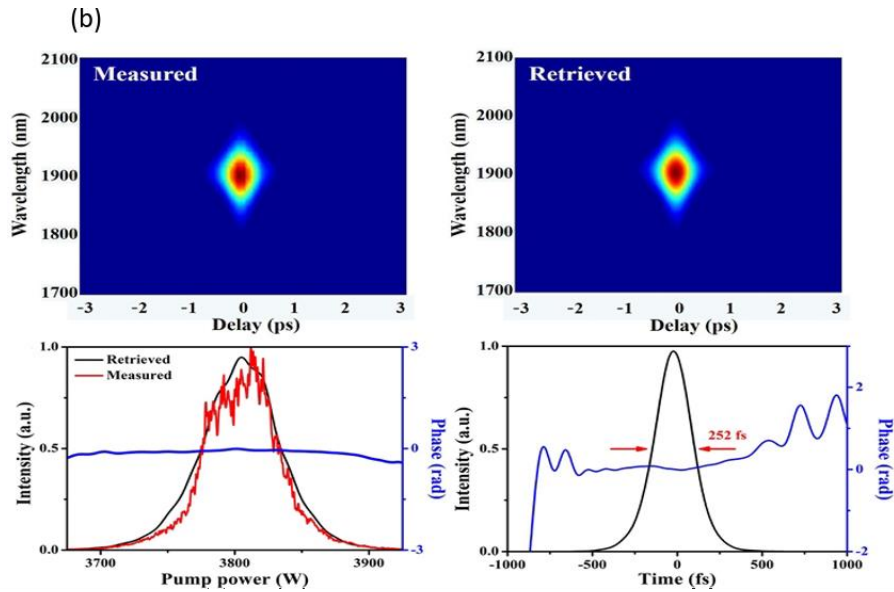 (b)
Measured
Wavelength (nm)
2100
2000
1900
1800
1700
-3 -2 -1 0 1 2 3
Delay (ps)
Retrieved
Wavelength (nm)
2100
2000
1900
1800
1700
-3 -2 -1 0 1 2 3
Delay (ps)
Retrieved
Measured
Intensity (a.u.)
1.0
0.5
0.0
3700 3800 3900
Pump power (W)
3
0
-3
Phase (rad)
252 fs
Intensity (a.u.)
1.0
0.5
0.0
-1000 -500 0 500 1000
Time (fs)
2
0
-2
Phase (rad)